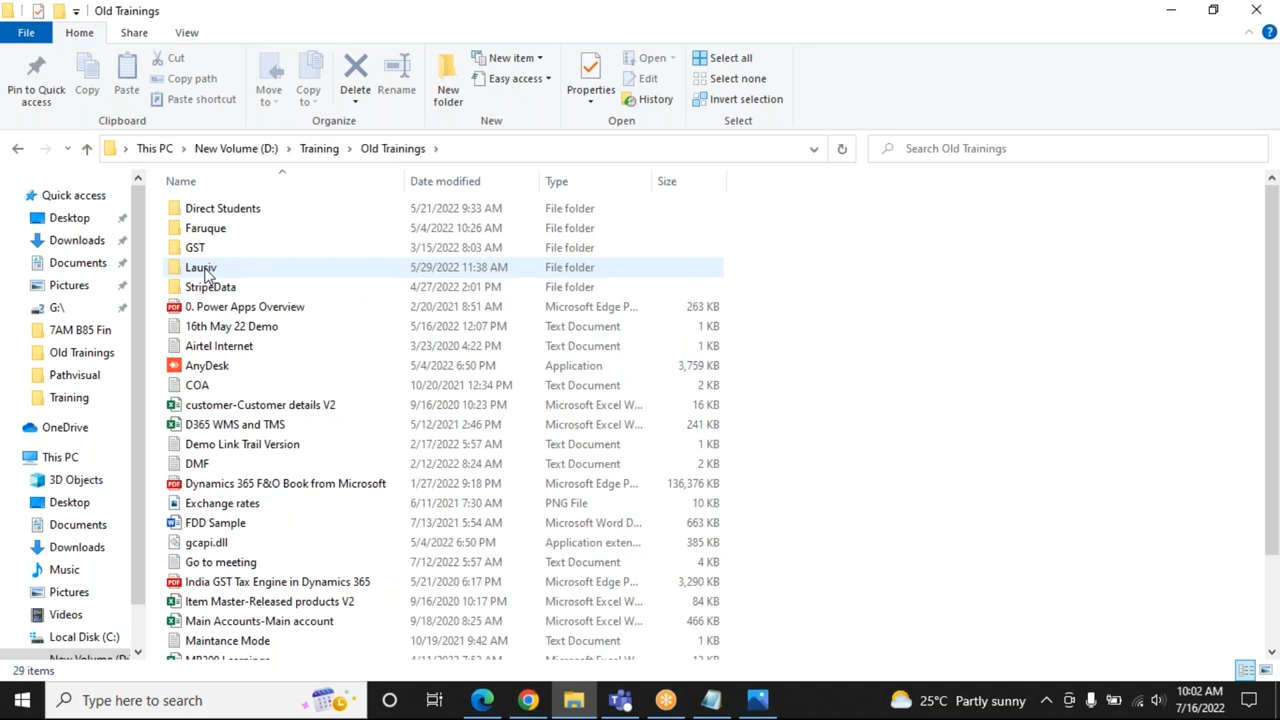 Old Trainings
File Home Share View
Pin to Quick access
Copy
Paste
Cut
Copy path
Paste shortcut
Clipboard
Move to
Copy to
Delete
Rename
Organize
New folder
New item
Easy access
New
Properties
Open
Edit
History
Open
Select all
Select none
Invert selection
Select
This PC > New Volume (D:) > Training > Old Trainings >
Search Old Trainings
Name Date modified Type Size
Quick access
Desktop
Downloads
Documents
Pictures
G:\
7AM B85 Fin
Old Trainings
Pathvisual
Training
OneDrive
This PC
3D Objects
Desktop
Documents
Downloads
Music
Pictures
Videos
Local Disk (C:)
New Volume (D:
Direct Students 5/21/2022 9:33 AM File folder
Faruque 5/4/2022 10:26 AM File folder
GST 3/15/2022 8:03 AM File folder
5/29/2022 11:38 AM File folder
StripeData 4/27/2022 2:01 PM File folder
0. Power Apps Overview 2/20/2021 8:51 AM Microsoft Edge P... 263 KB
16th May 22 Demo 5/16/2022 12:07 PM Text Document 1 KB
Airtel Internet 3/23/2020 4:22 PM Text Document 1 KB
AnyDesk 5/4/2022 6:50 PM Application 3,759 KB
COA 10/20/2021 12:34 PM Text Document 2 KB
customer-Customer details V2 9/16/2020 10:23 PM Microsoft Excel W... 16 KB
D365 WMS and TMS 5/12/2021 2:46 PM Microsoft Excel W... 241 KB
Demo Link Trail Version 2/17/2022 5:57 AM Text Document 1 KB
DMF 2/12/2022 8:24 AM Text Document 2 KB
Dynamics 365 F&O Book from Microsoft 1/27/2022 9:18 PM Microsoft Edge P... 136,376 KB
Exchange rates 6/11/2021 7:30 AM PNG File 10 KB
FDD Sample 7/13/2021 5:54 AM Microsoft Word D... 663 KB
gcapi.dll 5/4/2022 6:50 PM Application exten... 385 KB
Go to meeting 7/12/2022 5:57 AM Text Document 4 KB
India GST Tax Engine in Dynamics 365 5/21/2020 6:17 PM Microsoft Edge P... 3,290 KB
Item Master-Released products V2 9/16/2020 10:17 PM Microsoft Excel W... 84 KB
Main Accounts-Main account 9/18/2020 8:25 AM Microsoft Excel W... 466 KB
Maintance Mode 10/19/2021 9:42 AM Text Document 1 KB
29 items
Type here to search
25°C Partly sunny
10:02 AM
7/16/2022